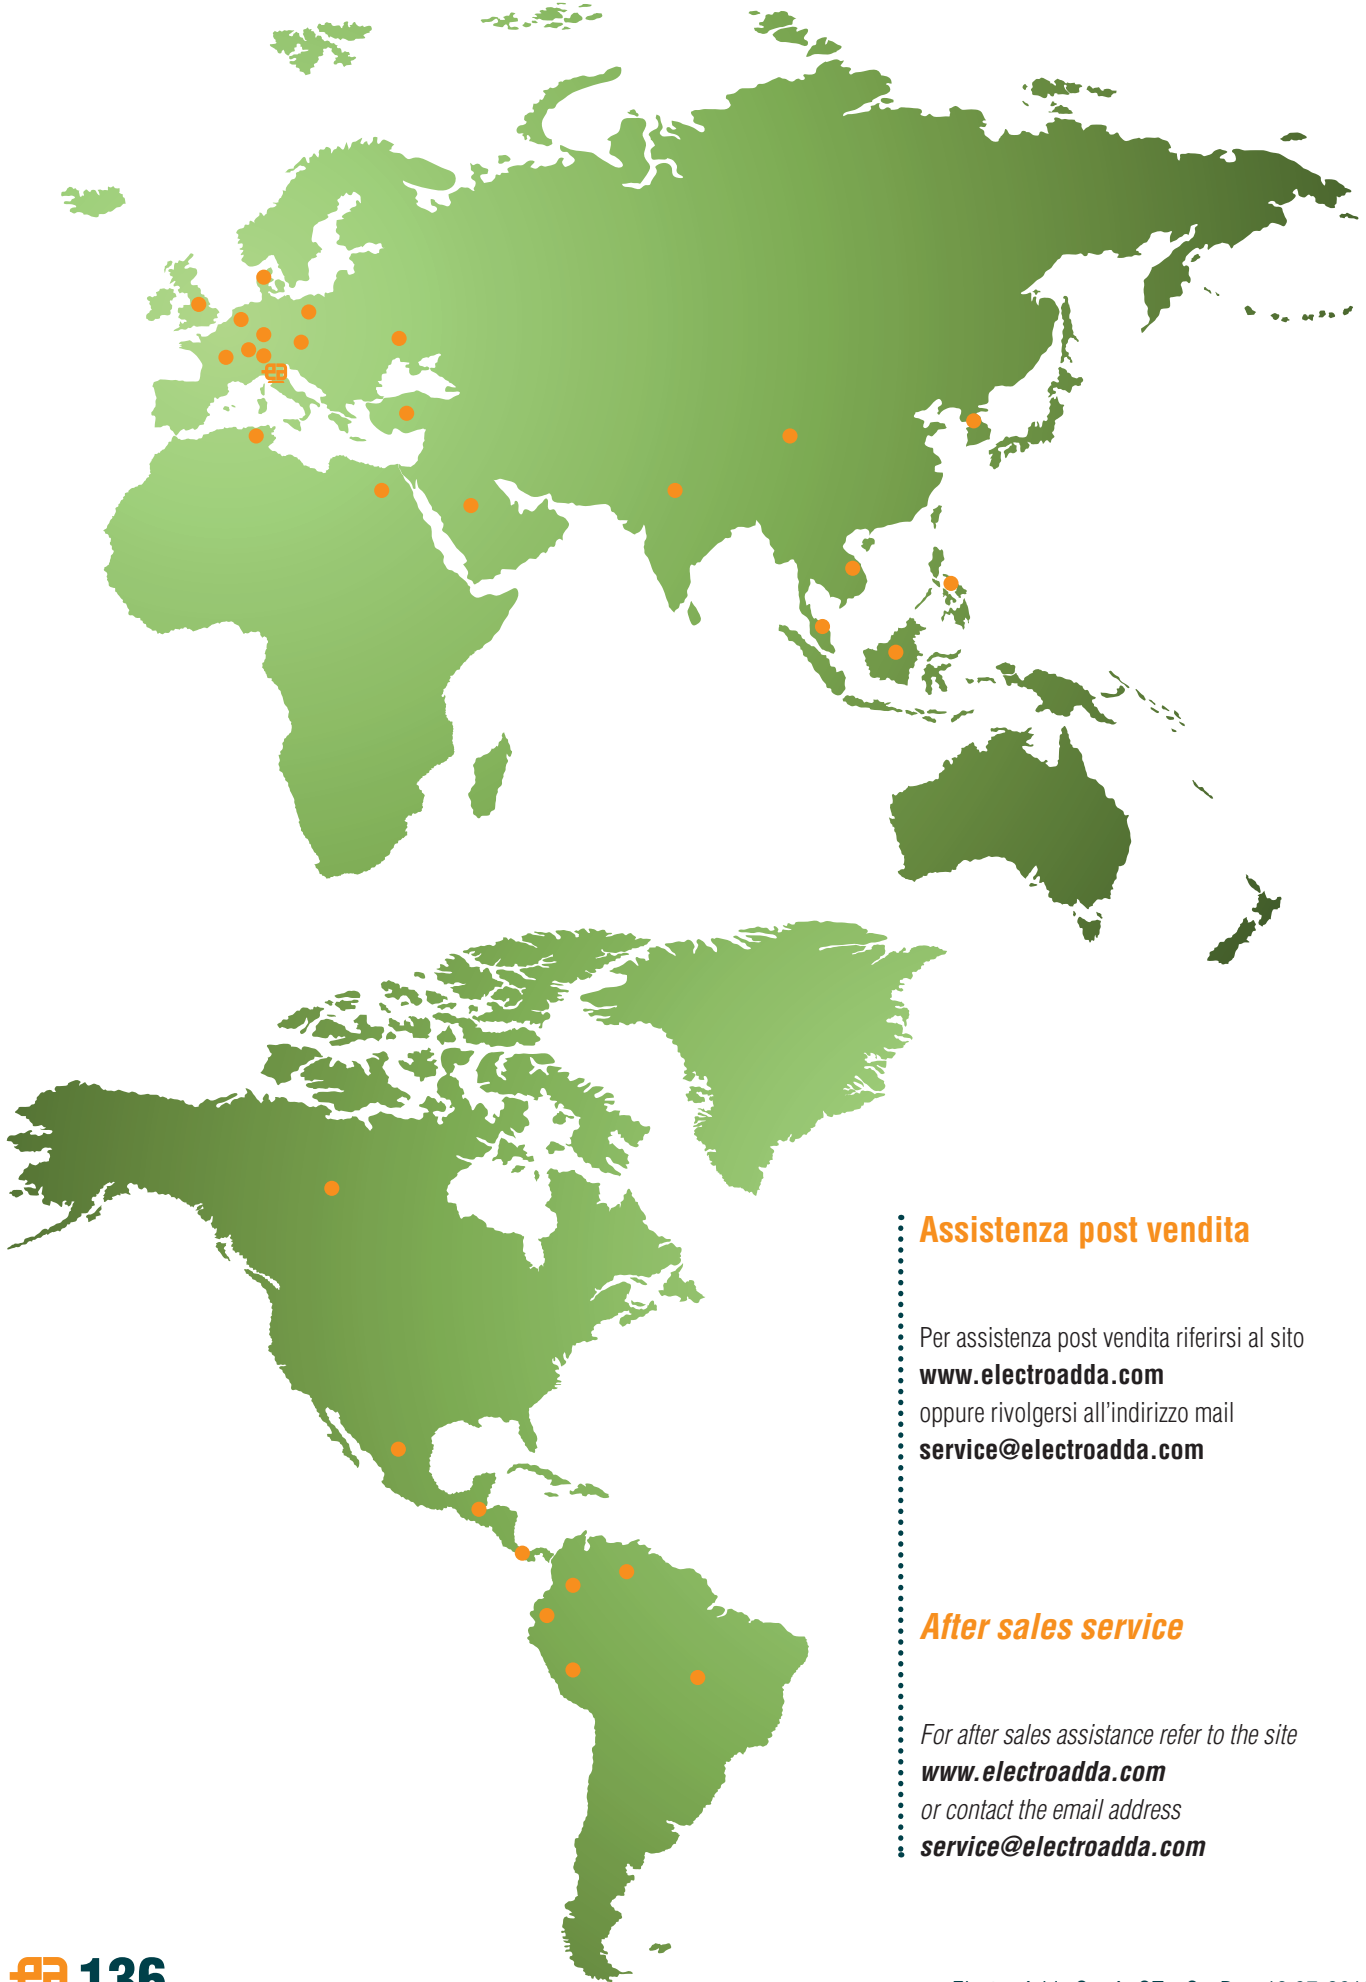 Assistenza post vendita
Per assistenza post vendita riferirsi al sito
www.electroadda.com
oppure rivolgersi all'indirizzo mail
service@electroadda.com
After sales service
For after sales assistance refer to the site
www.electroadda.com
or contact the email address
service@electroadda.com
136